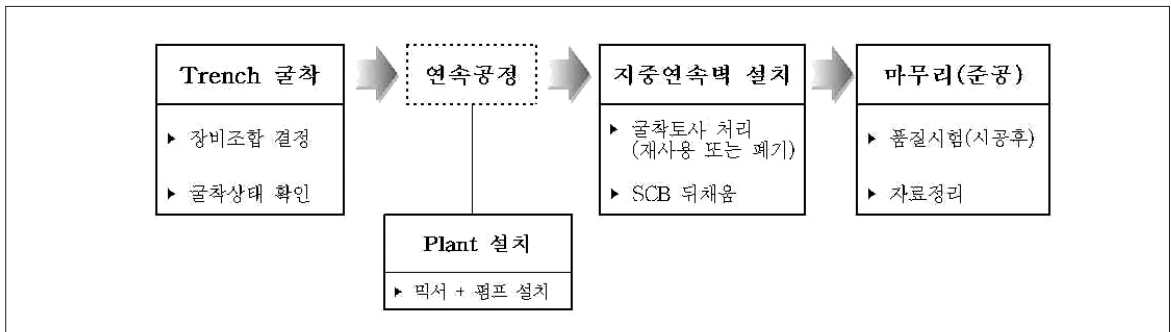 Trench 굴착
▶ 장비조합 결정
▶ 굴착상태 확인
연속공정
Plant 설치
▶ 믹서 + 펌프 설치
지중연속벽 설치
▶ 굴착토사 처리
(재사용 또는 폐기)
▶ SCB 뒤채움
마무리(준공)
▶ 품질시험(시공후)
▶ 자료정리